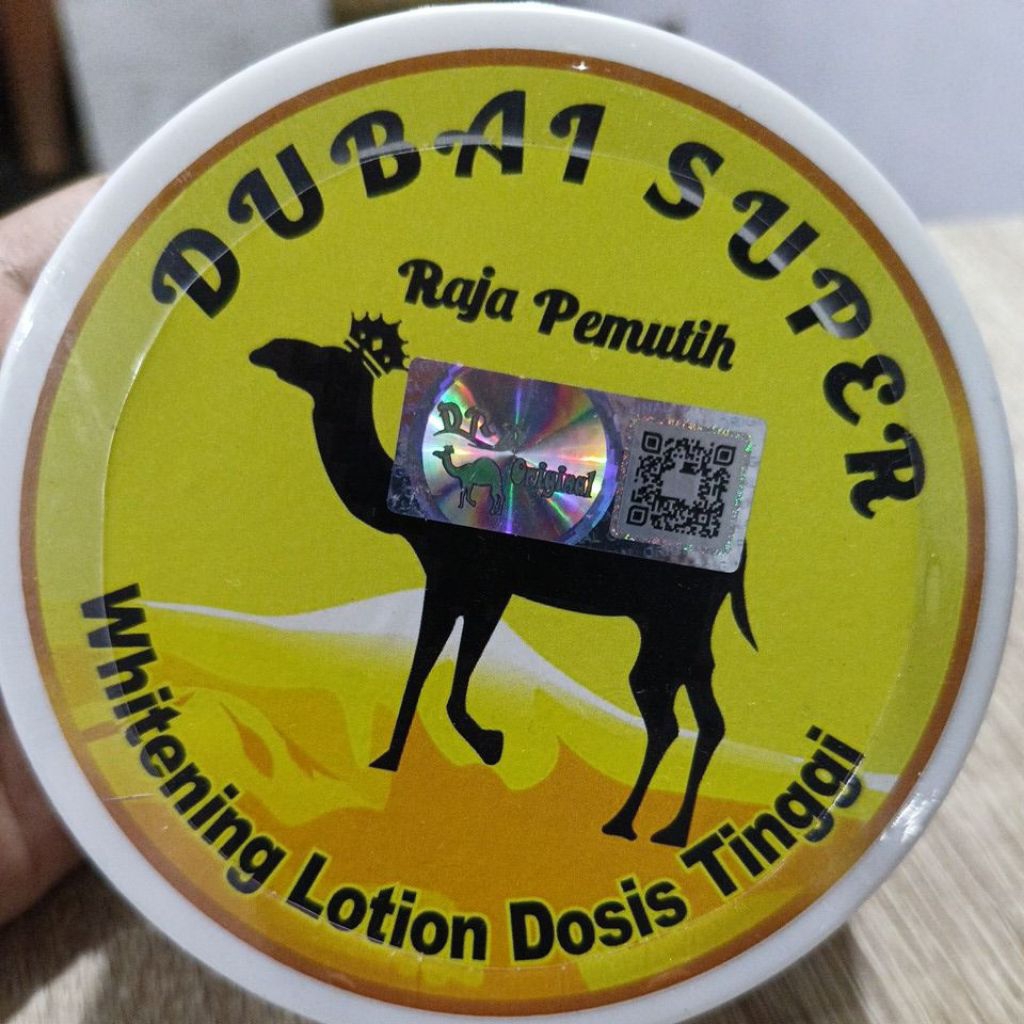 DUBAI SUPER
Raja Pemutih
Original
Whitening Lotion Dosis Tinggi